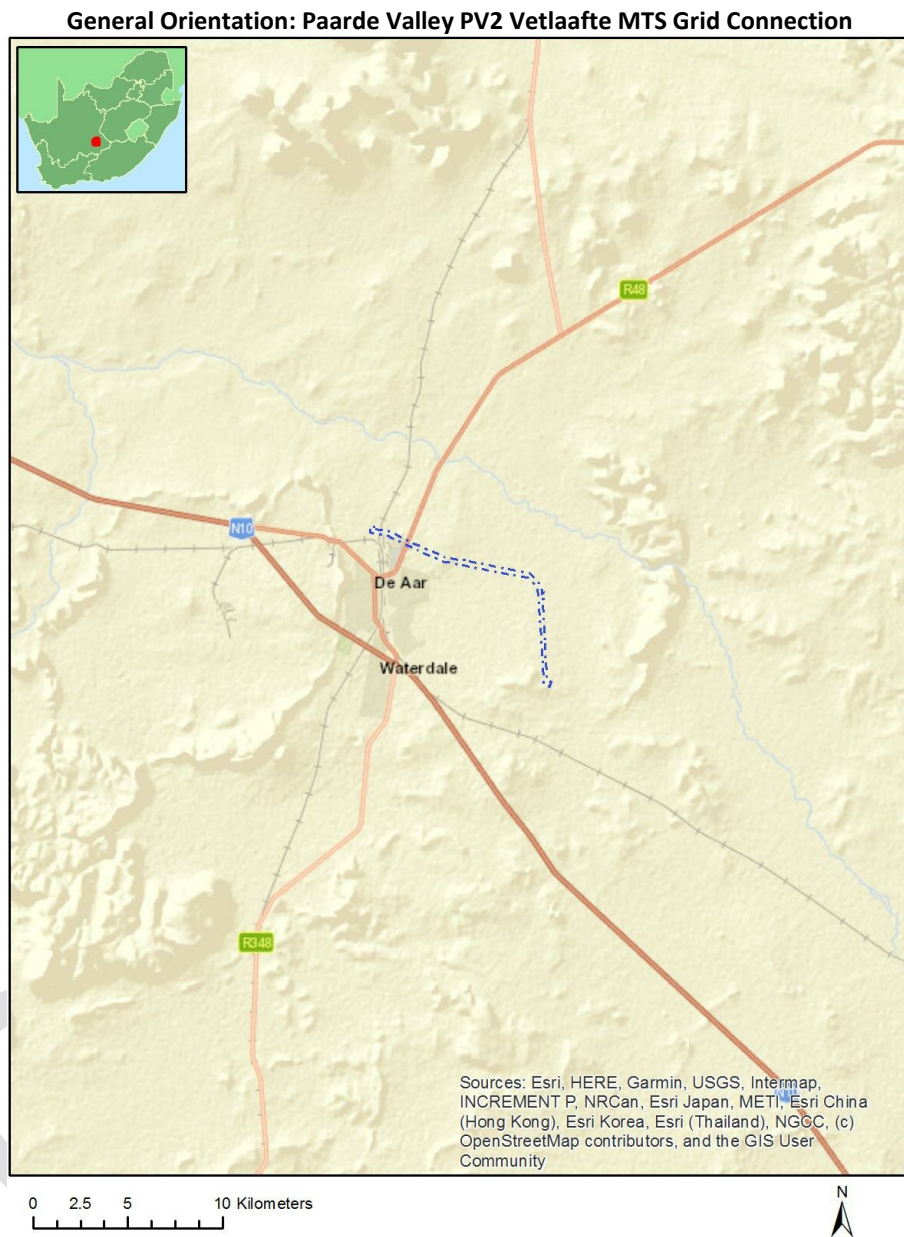 General Orientation: Paarde Valley PV2 Vetlaafte MTS Grid Connection
R48
N10
De Aar
Waterdale
R348
Sources: Esri, HERE, Garmin, USGS, Intermap,
INCREMENT P, NRCan, Esri Japan, METI, Esri China
(Hong Kong), Esri Korea, Esri (Thailand), NGCC, (c)
OpenStreetMap contributors, and the GIS User
Community
0 2.5 5 10 Kilometers
N